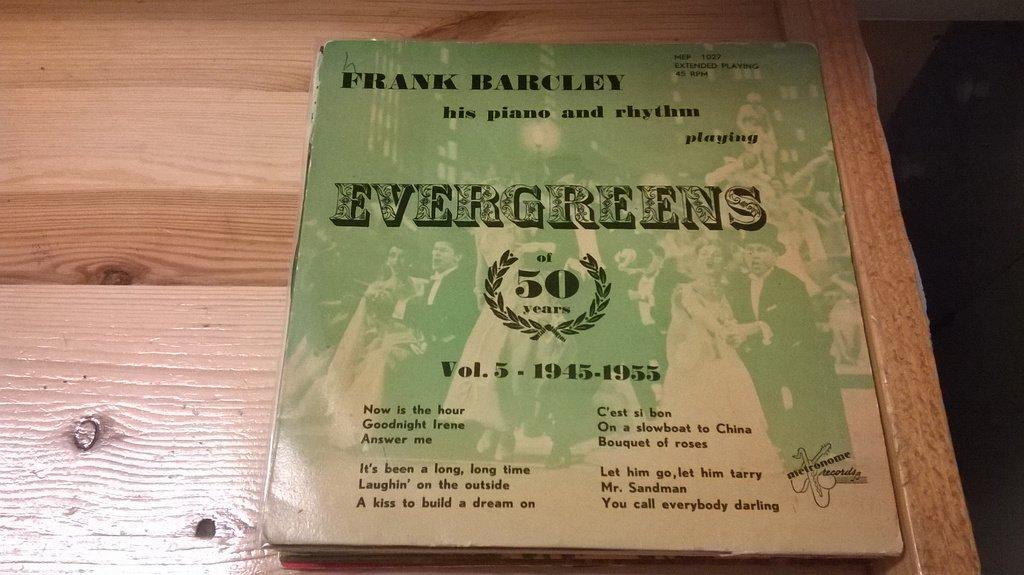 h
FRANK BARCLEY
MEP 1027
EXTENDED PLAYING
45 RPM
his piano and rhythm
playing
EVERGREENS
of
50
years
Vol. 5 - 1945-1955
Now is the hour
Goodnight Irene
Answer me
It's been a long, long time
Laughin' on the outside
A kiss to build a dream on
C'est si bon
On a slowboat to China
Bouquet of roses
Let him go,let him tarry
Mr. Sandman
You call everybody darling
metronome
records